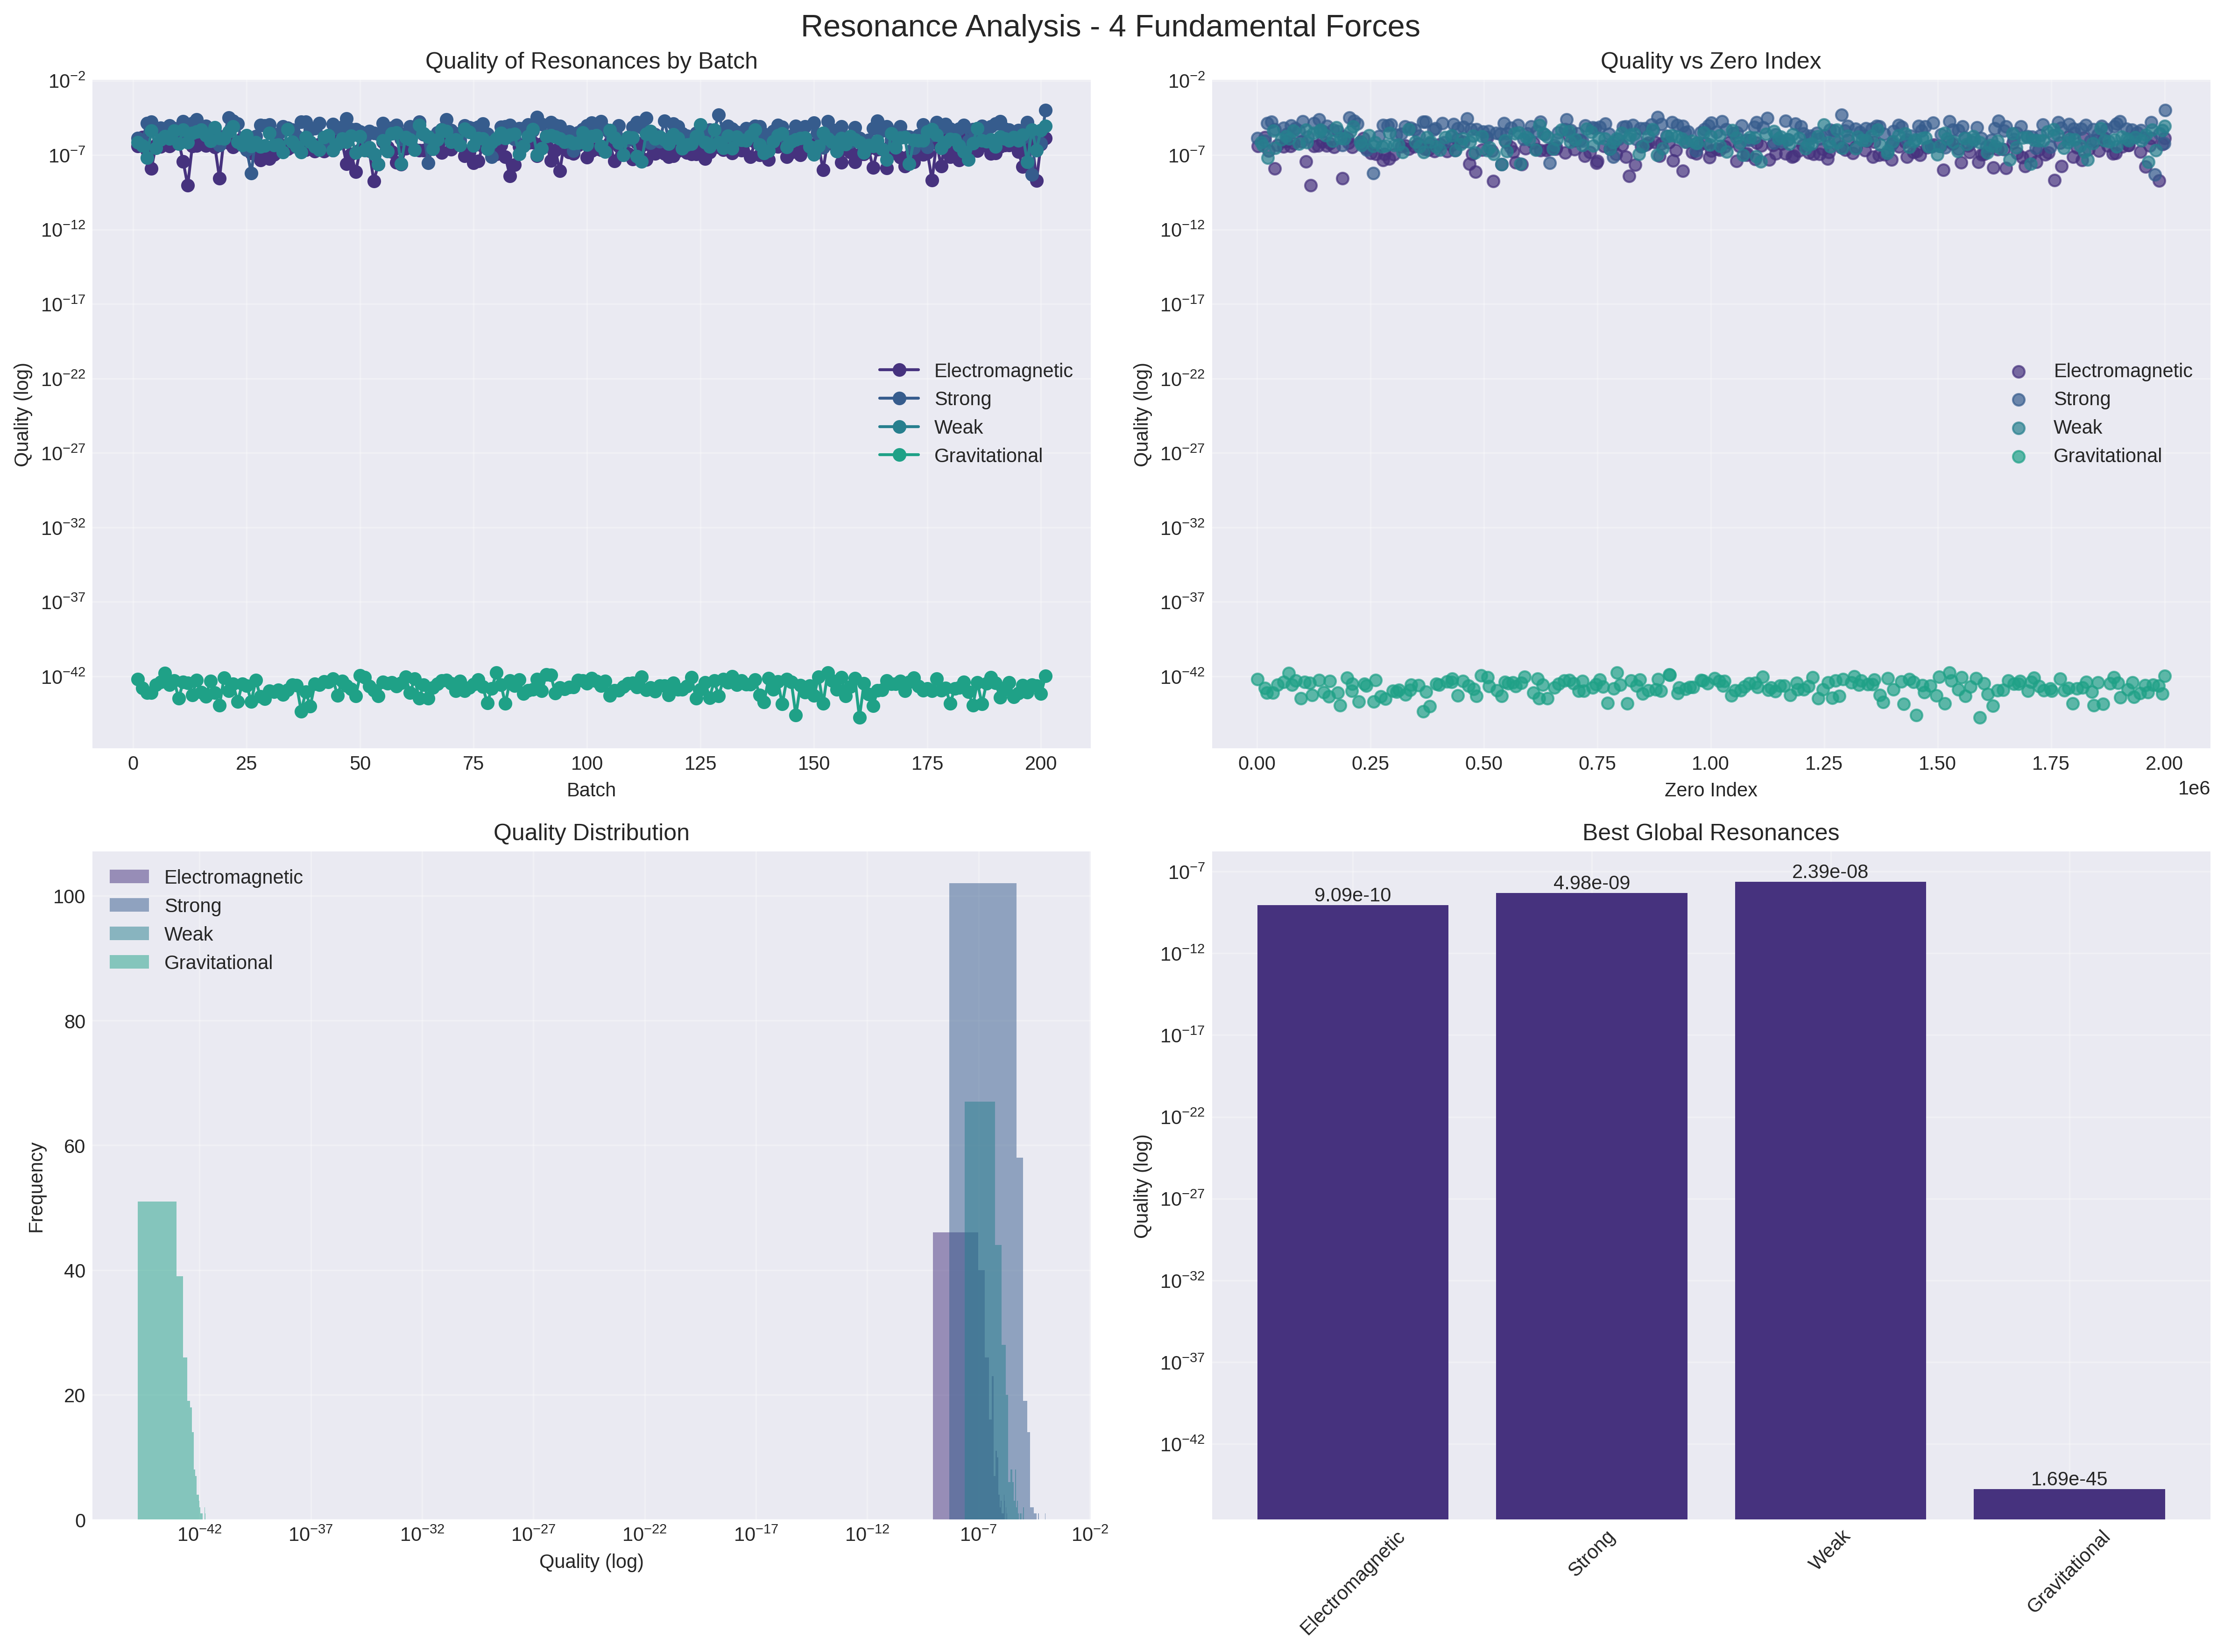 Resonance Analysis - 4 Fundamental Forces
Quality of Resonances by Batch
Quality (log)
10⁻²
10⁻⁷
10⁻¹²
10⁻¹⁷
10⁻²²
10⁻²⁷
10⁻³²
10⁻³⁷
10⁻⁴²
Electromagnetic
Strong
Weak
Gravitational
0 25 50 75 100 125 150 175 200
Batch
Quality vs Zero Index
Quality (log)
10⁻²
10⁻⁷
10⁻¹²
10⁻¹⁷
10⁻²²
10⁻²⁷
10⁻³²
10⁻³⁷
10⁻⁴²
Electromagnetic
Strong
Weak
Gravitational
0.00 0.25 0.50 0.75 1.00 1.25 1.50 1.75 2.00
1e6
Zero Index
Quality Distribution
Frequency
100
80
60
40
20
0
Electromagnetic
Strong
Weak
Gravitational
10⁻⁴² 10⁻³⁷ 10⁻³² 10⁻²⁷ 10⁻²² 10⁻¹⁷ 10⁻¹² 10⁻⁷ 10⁻²
Quality (log)
Best Global Resonances
Quality (log)
10⁻⁷
10⁻¹²
10⁻¹⁷
10⁻²²
10⁻²⁷
10⁻³²
10⁻³⁷
10⁻⁴²
9.09e-10
4.98e-09
2.39e-08
1.69e-45
Electromagnetic
Strong
Weak
Gravitational